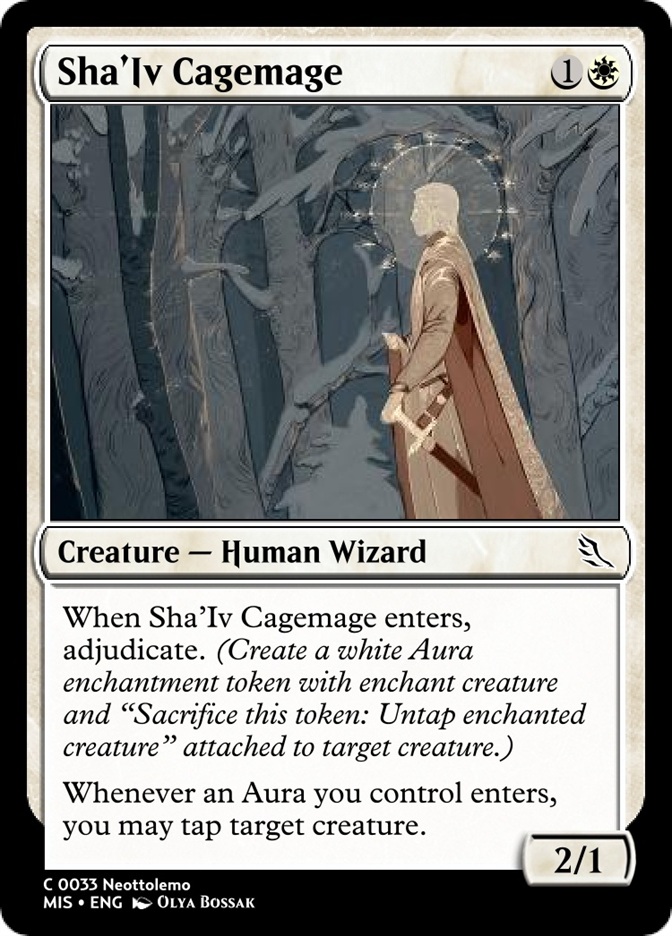 Sha'Iv Cagemage 1
Creature — Human Wizard
When Sha'Iv Cagemage enters,
adjudicate. (Create a white Aura
enchantment token with enchant creature
and “Sacrifice this token: Untap enchanted
creature” attached to target creature.)
Whenever an Aura you control enters,
you may tap target creature.
2/1
C 0033 Neottolemo
MIS • ENG Olya Bossak